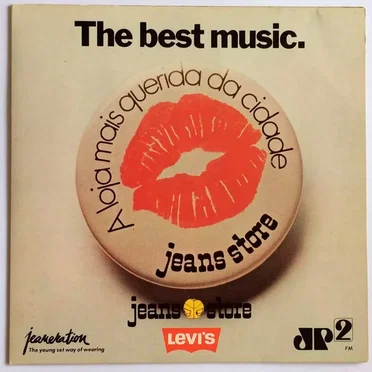 The best music.
A loja mais querida da cidade
jeans store
jeans store
LEVI'S
jeaneration
The young set way of wearing
JP2
FM